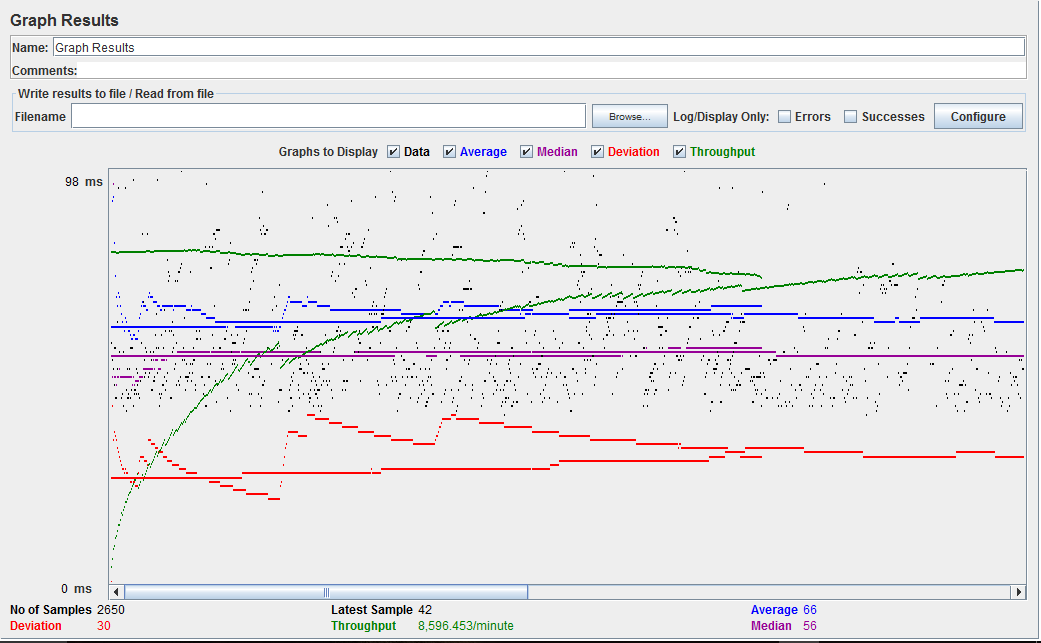 Graph Results
Name: Graph Results
Comments:
Write results to file / Read from file
Filename Browse... Log/Display Only: Errors Successes Configure
Graphs to Display Data Average Median Deviation Throughput
98 ms
0 ms
No of Samples 2650 Latest Sample 42 Average 66
Deviation 30 Throughput 8,596.453/minute Median 56